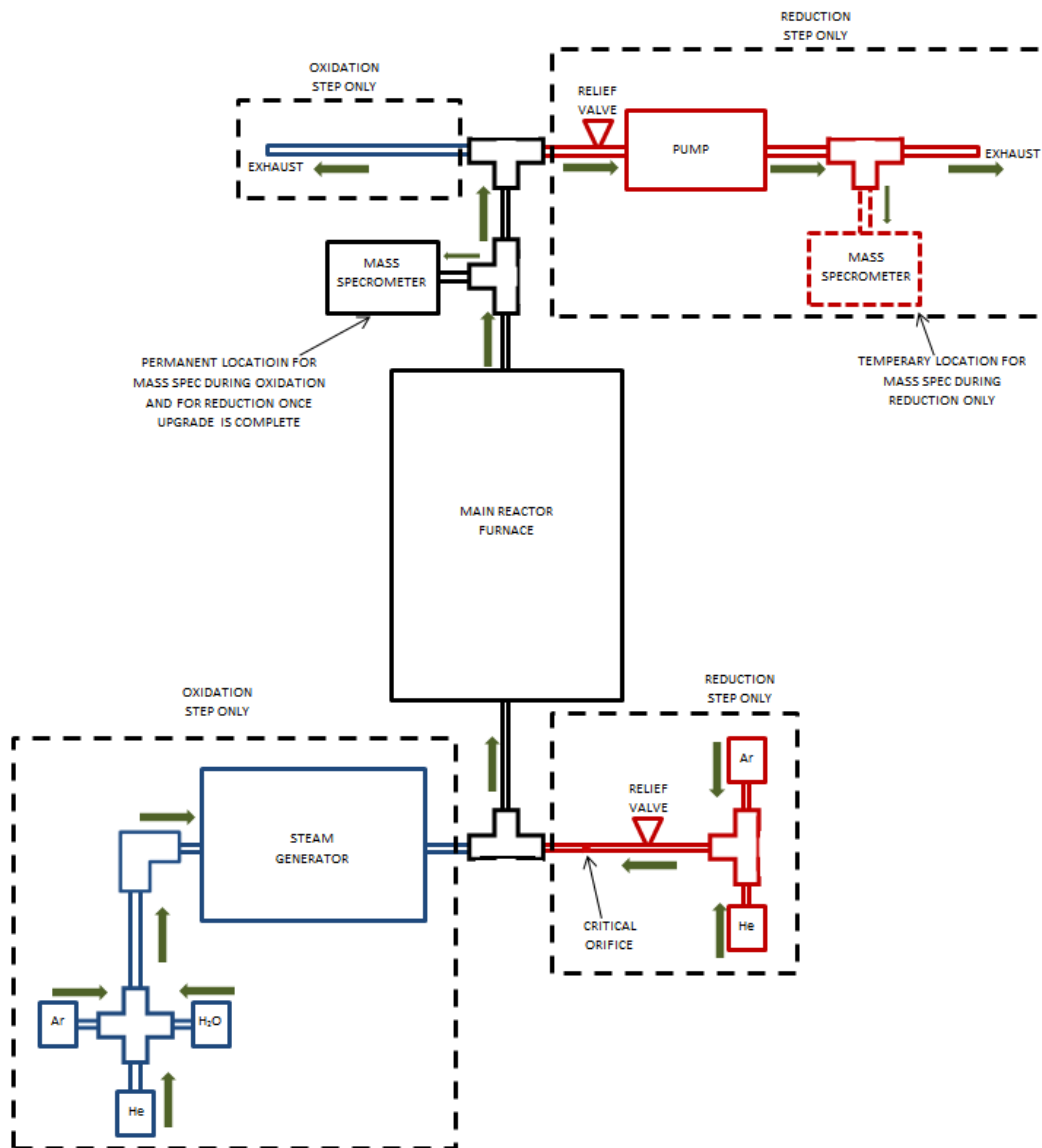 REDUCTION
STEP ONLY
OXIDATION
STEP ONLY
RELIEF
VALVE
PUMP
EXHAUST
EXHAUST
MASS
SPECROMETER
MASS
SPECROMETER
PERMANENT LOCATIOIN FOR
MASS SPEC DURING OXIDATION
AND FOR REDUCTION ONCE
UPGRADE IS COMPLETE
TEMPERARY LOCATION FOR
MASS SPEC DURING
REDUCTION ONLY
MAIN REACTOR
FURNACE
OXIDATION
STEP ONLY
REDUCTION
STEP ONLY
Ar
RELIEF
VALVE
STEAM
GENERATOR
CRITICAL
ORIFICE
He
Ar
H₂O
He